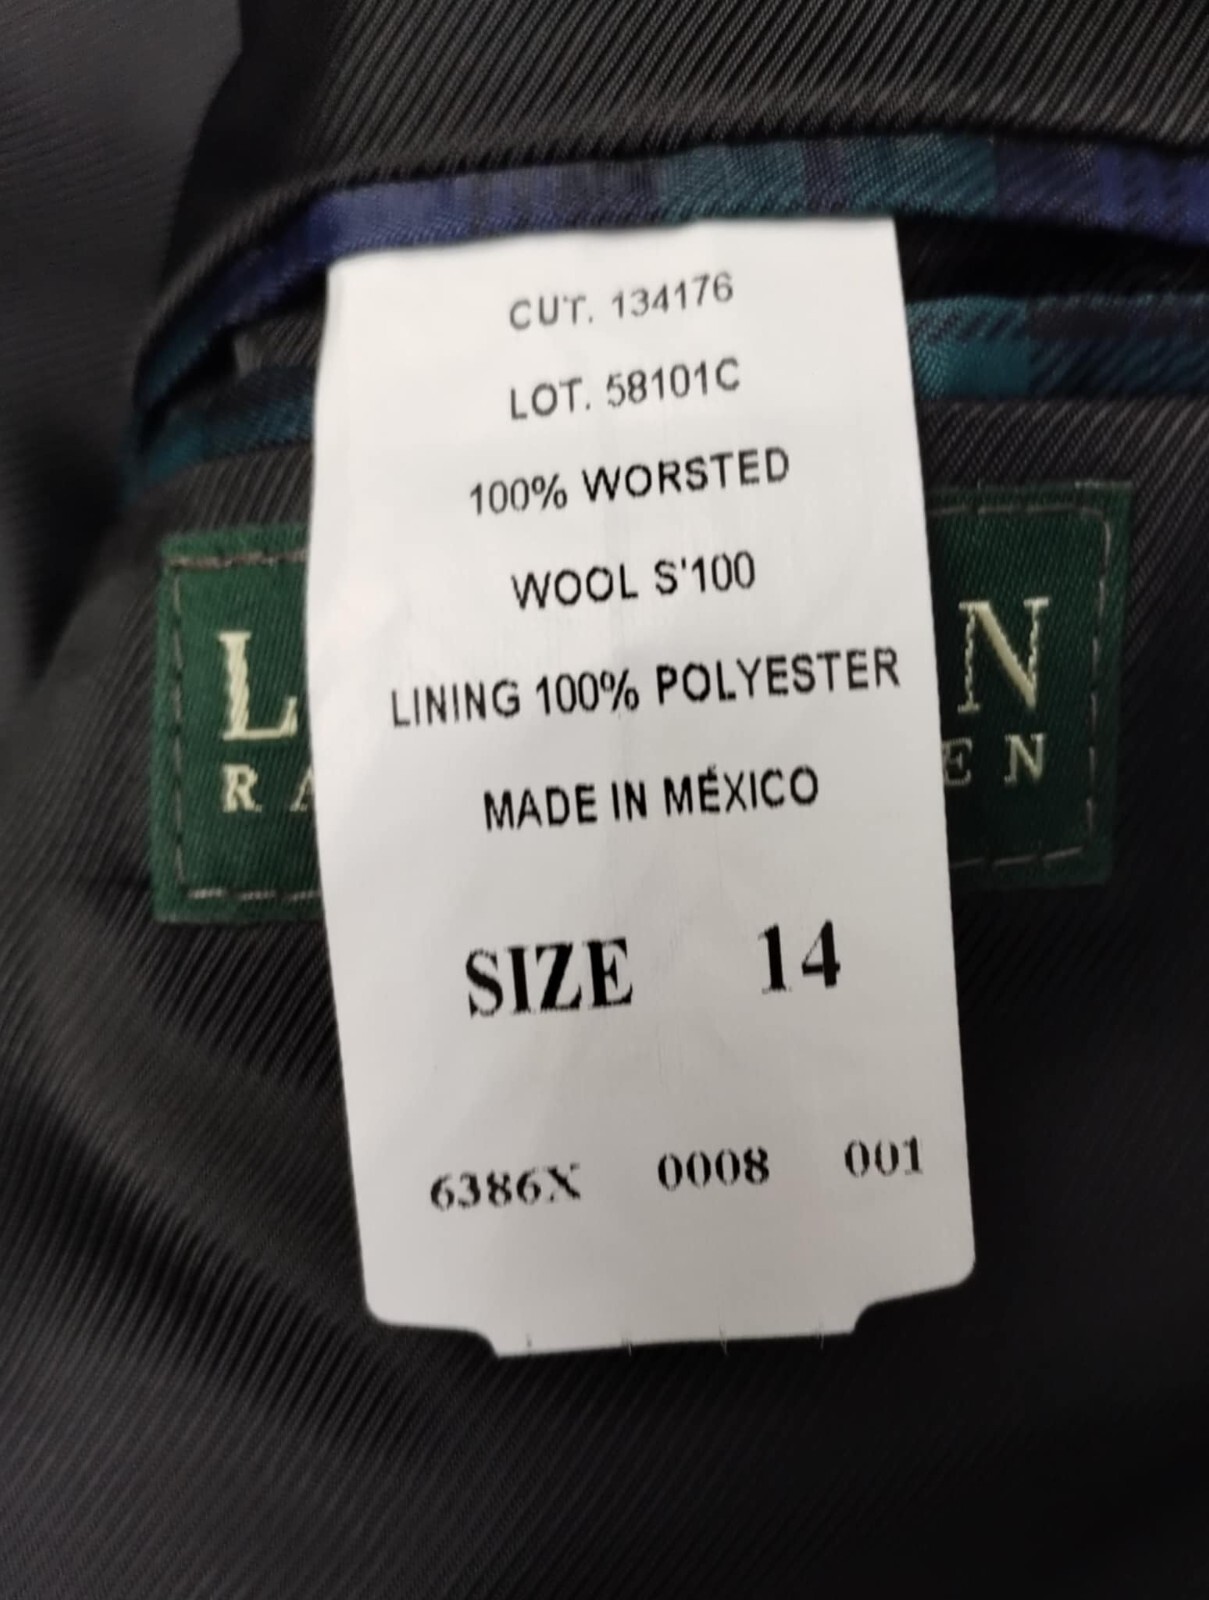 CUT. 134176
LOT. 58101C
100% WORSTED
WOOL S'100
LINING 100% POLYESTER
MADE IN MÉXICO
SIZE 14
6386X 0008 001